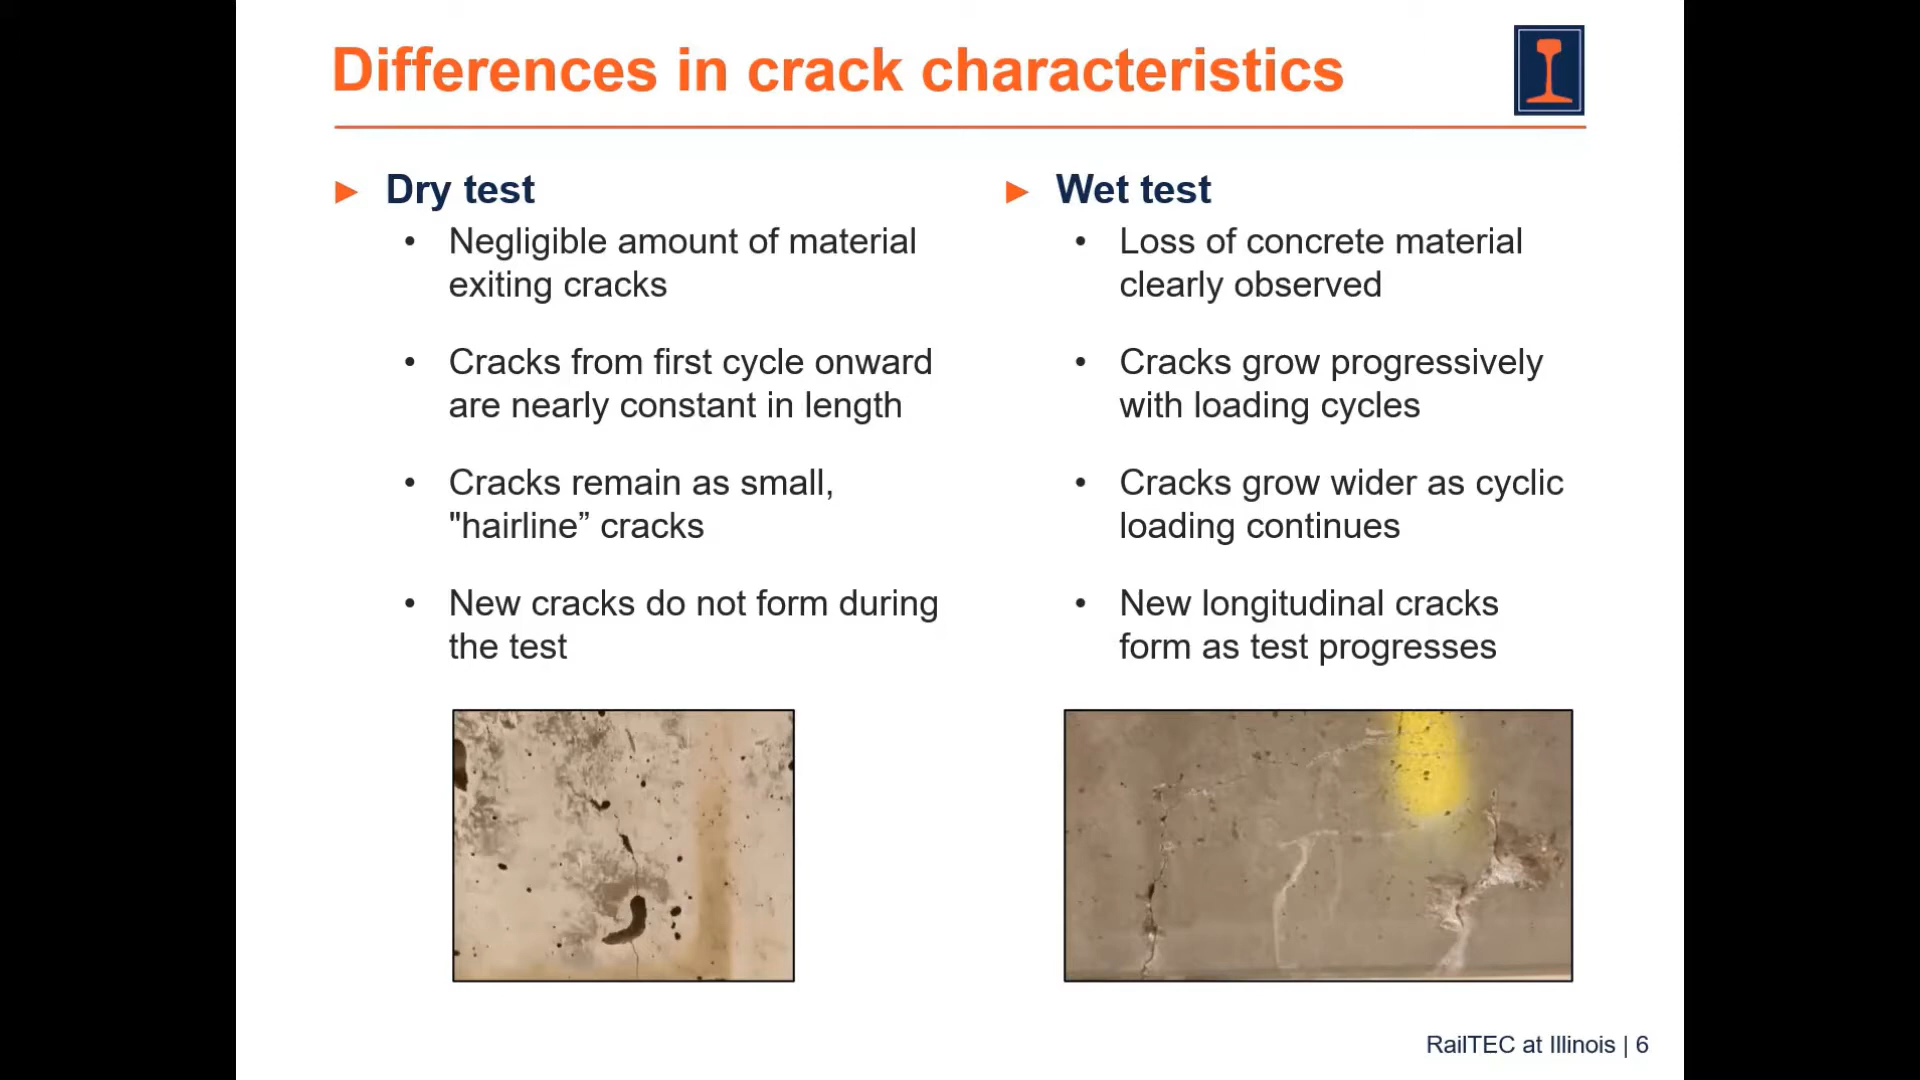 Differences in crack characteristics
► Dry test
• Negligible amount of material
exiting cracks
• Cracks from first cycle onward
are nearly constant in length
• Cracks remain as small,
"hairline” cracks
• New cracks do not form during
the test
► Wet test
• Loss of concrete material
clearly observed
• Cracks grow progressively
with loading cycles
• Cracks grow wider as cyclic
loading continues
• New longitudinal cracks
form as test progresses
RailTEC at Illinois | 6